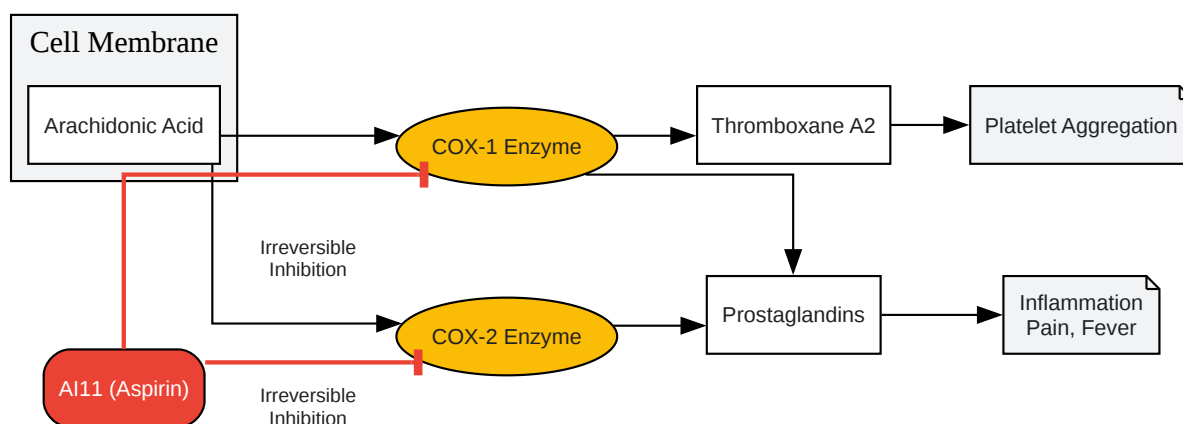 Cell Membrane
Arachidonic Acid
COX-1 Enzyme
Thromboxane A2
Platelet Aggregation
Irreversible
Inhibition
COX-2 Enzyme
Prostaglandins
Inflammation
Pain, Fever
AI11 (Aspirin)
Irreversible
Inhibition